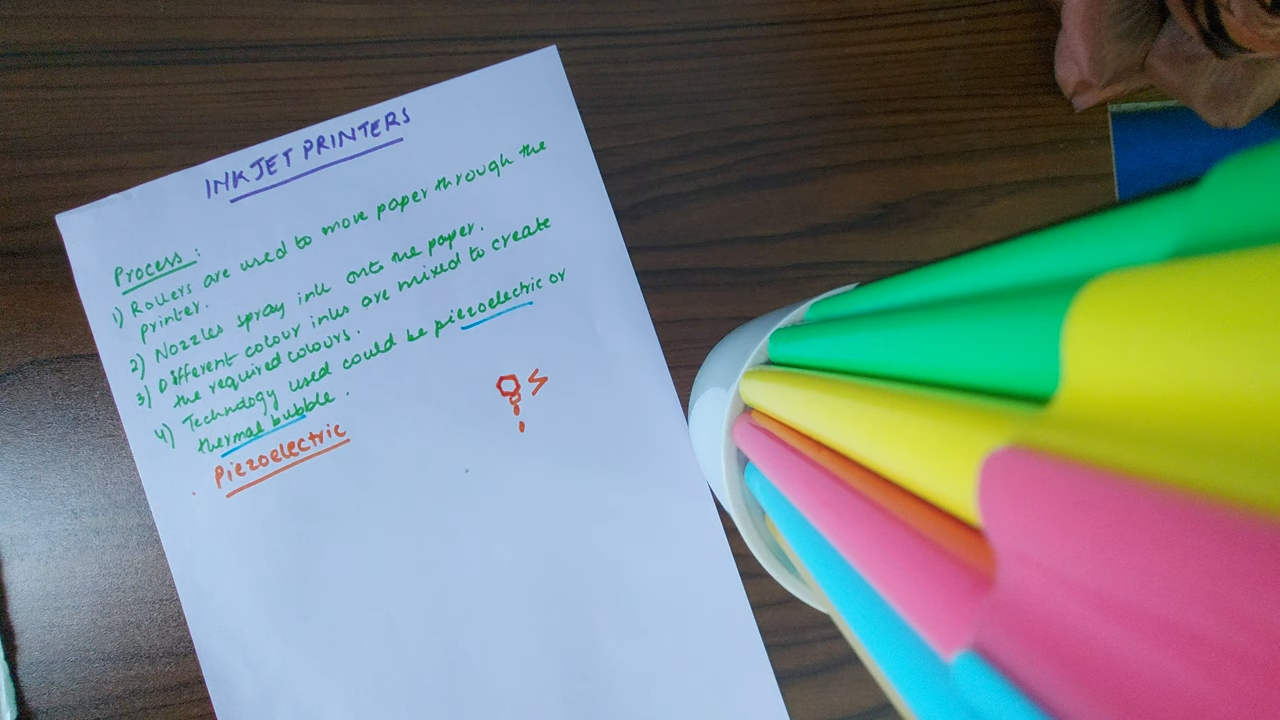 INKJET PRINTERS
Process :
1) Rollers are used to move paper through the
printer.
2) Nozzles spray ink onto the paper.
3) Different colour inks are mixed to create
the required colours.
4) Technology used could be piezoelectric or
thermal bubble.
Piezoelectric